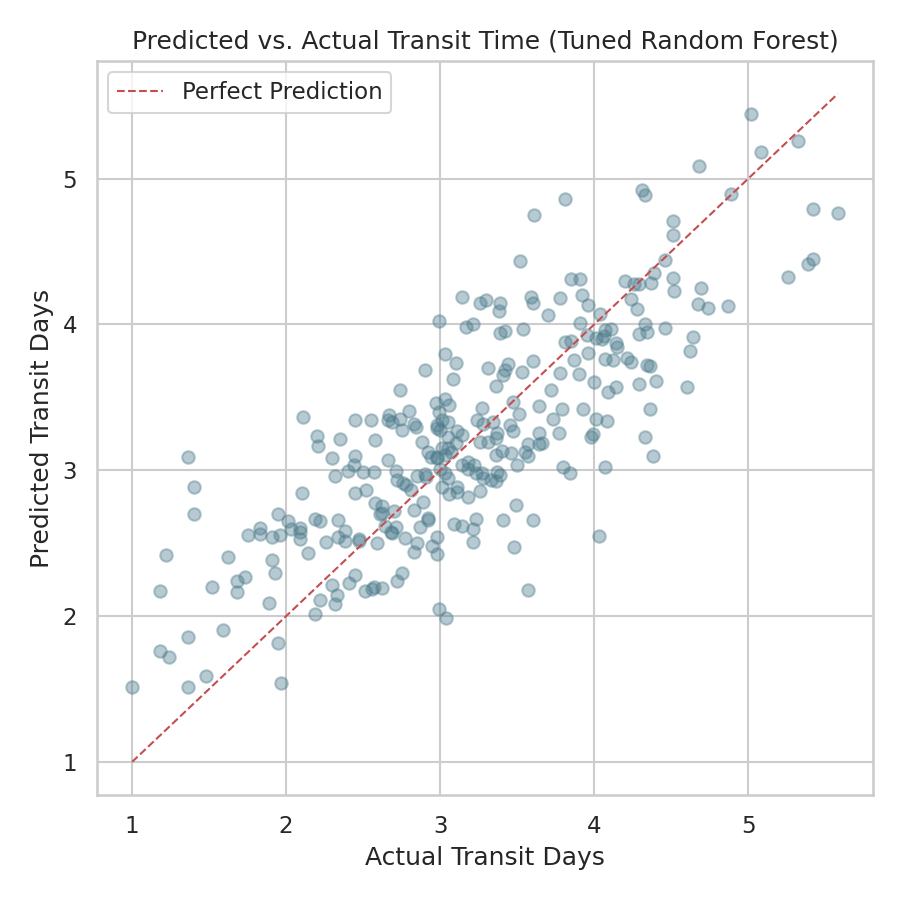 Predicted vs. Actual Transit Time (Tuned Random Forest)
Perfect Prediction
Predicted Transit Days
5
4
3
2
1
1 2 3 4 5
Actual Transit Days